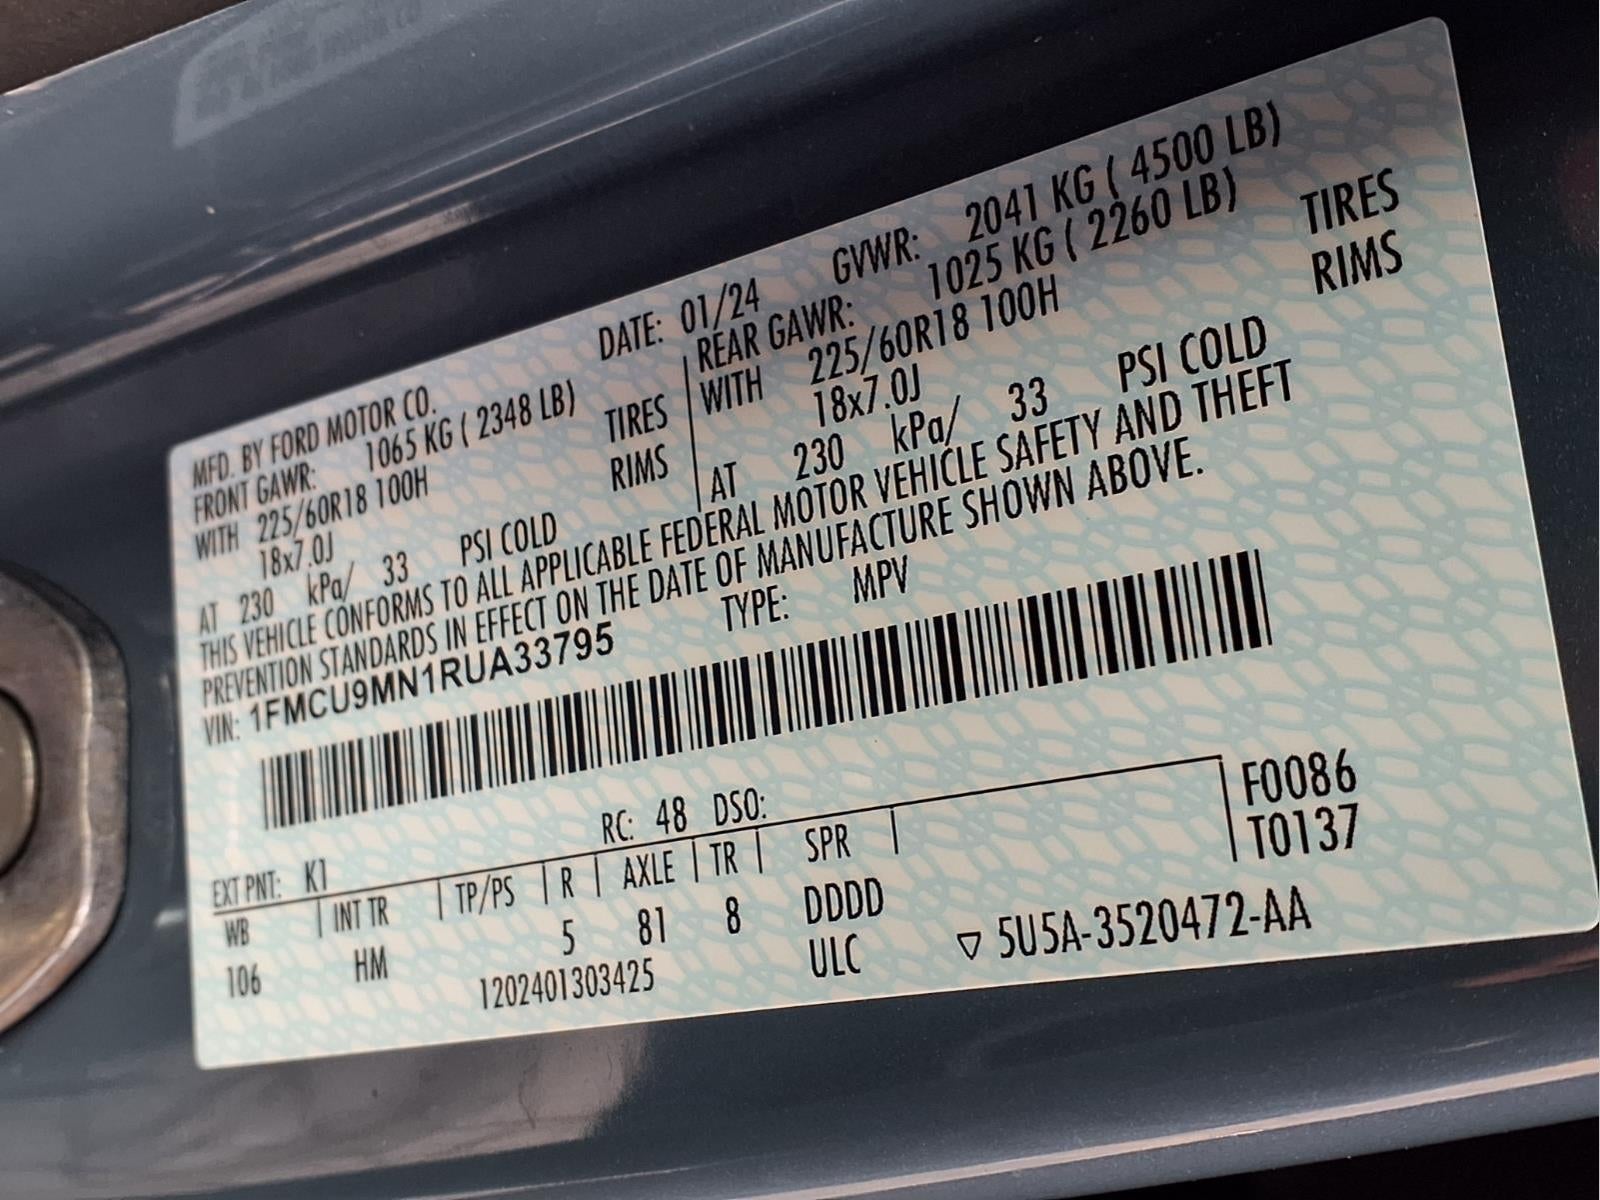 MFD. BY FORD MOTOR CO.
DATE: 01/24 GVWR: 2041 KG ( 4500 LB)
FRONT GAWR: 1065 KG ( 2348 LB) REAR GAWR: 1025 KG ( 2260 LB)
WITH 225/60R18 100H TIRES WITH 225/60R18 100H TIRES
18x7.0J RIMS 18x7.0J RIMS
AT 230 kPa/ 33 PSI COLD AT 230 kPa/ 33 PSI COLD
THIS VEHICLE CONFORMS TO ALL APPLICABLE FEDERAL MOTOR VEHICLE SAFETY AND THEFT
PREVENTION STANDARDS IN EFFECT ON THE DATE OF MANUFACTURE SHOWN ABOVE.
VIN: 1FMCU9MN1RUA33795 TYPE: MPV
EXT PNT: K1 RC: 48 DSO: F0086
WB INT TR TP/PS R AXLE TR SPR T0137
106 HM 5 81 8 DDDD
1202401303425 ULC ▽ 5U5A-3520472-AA